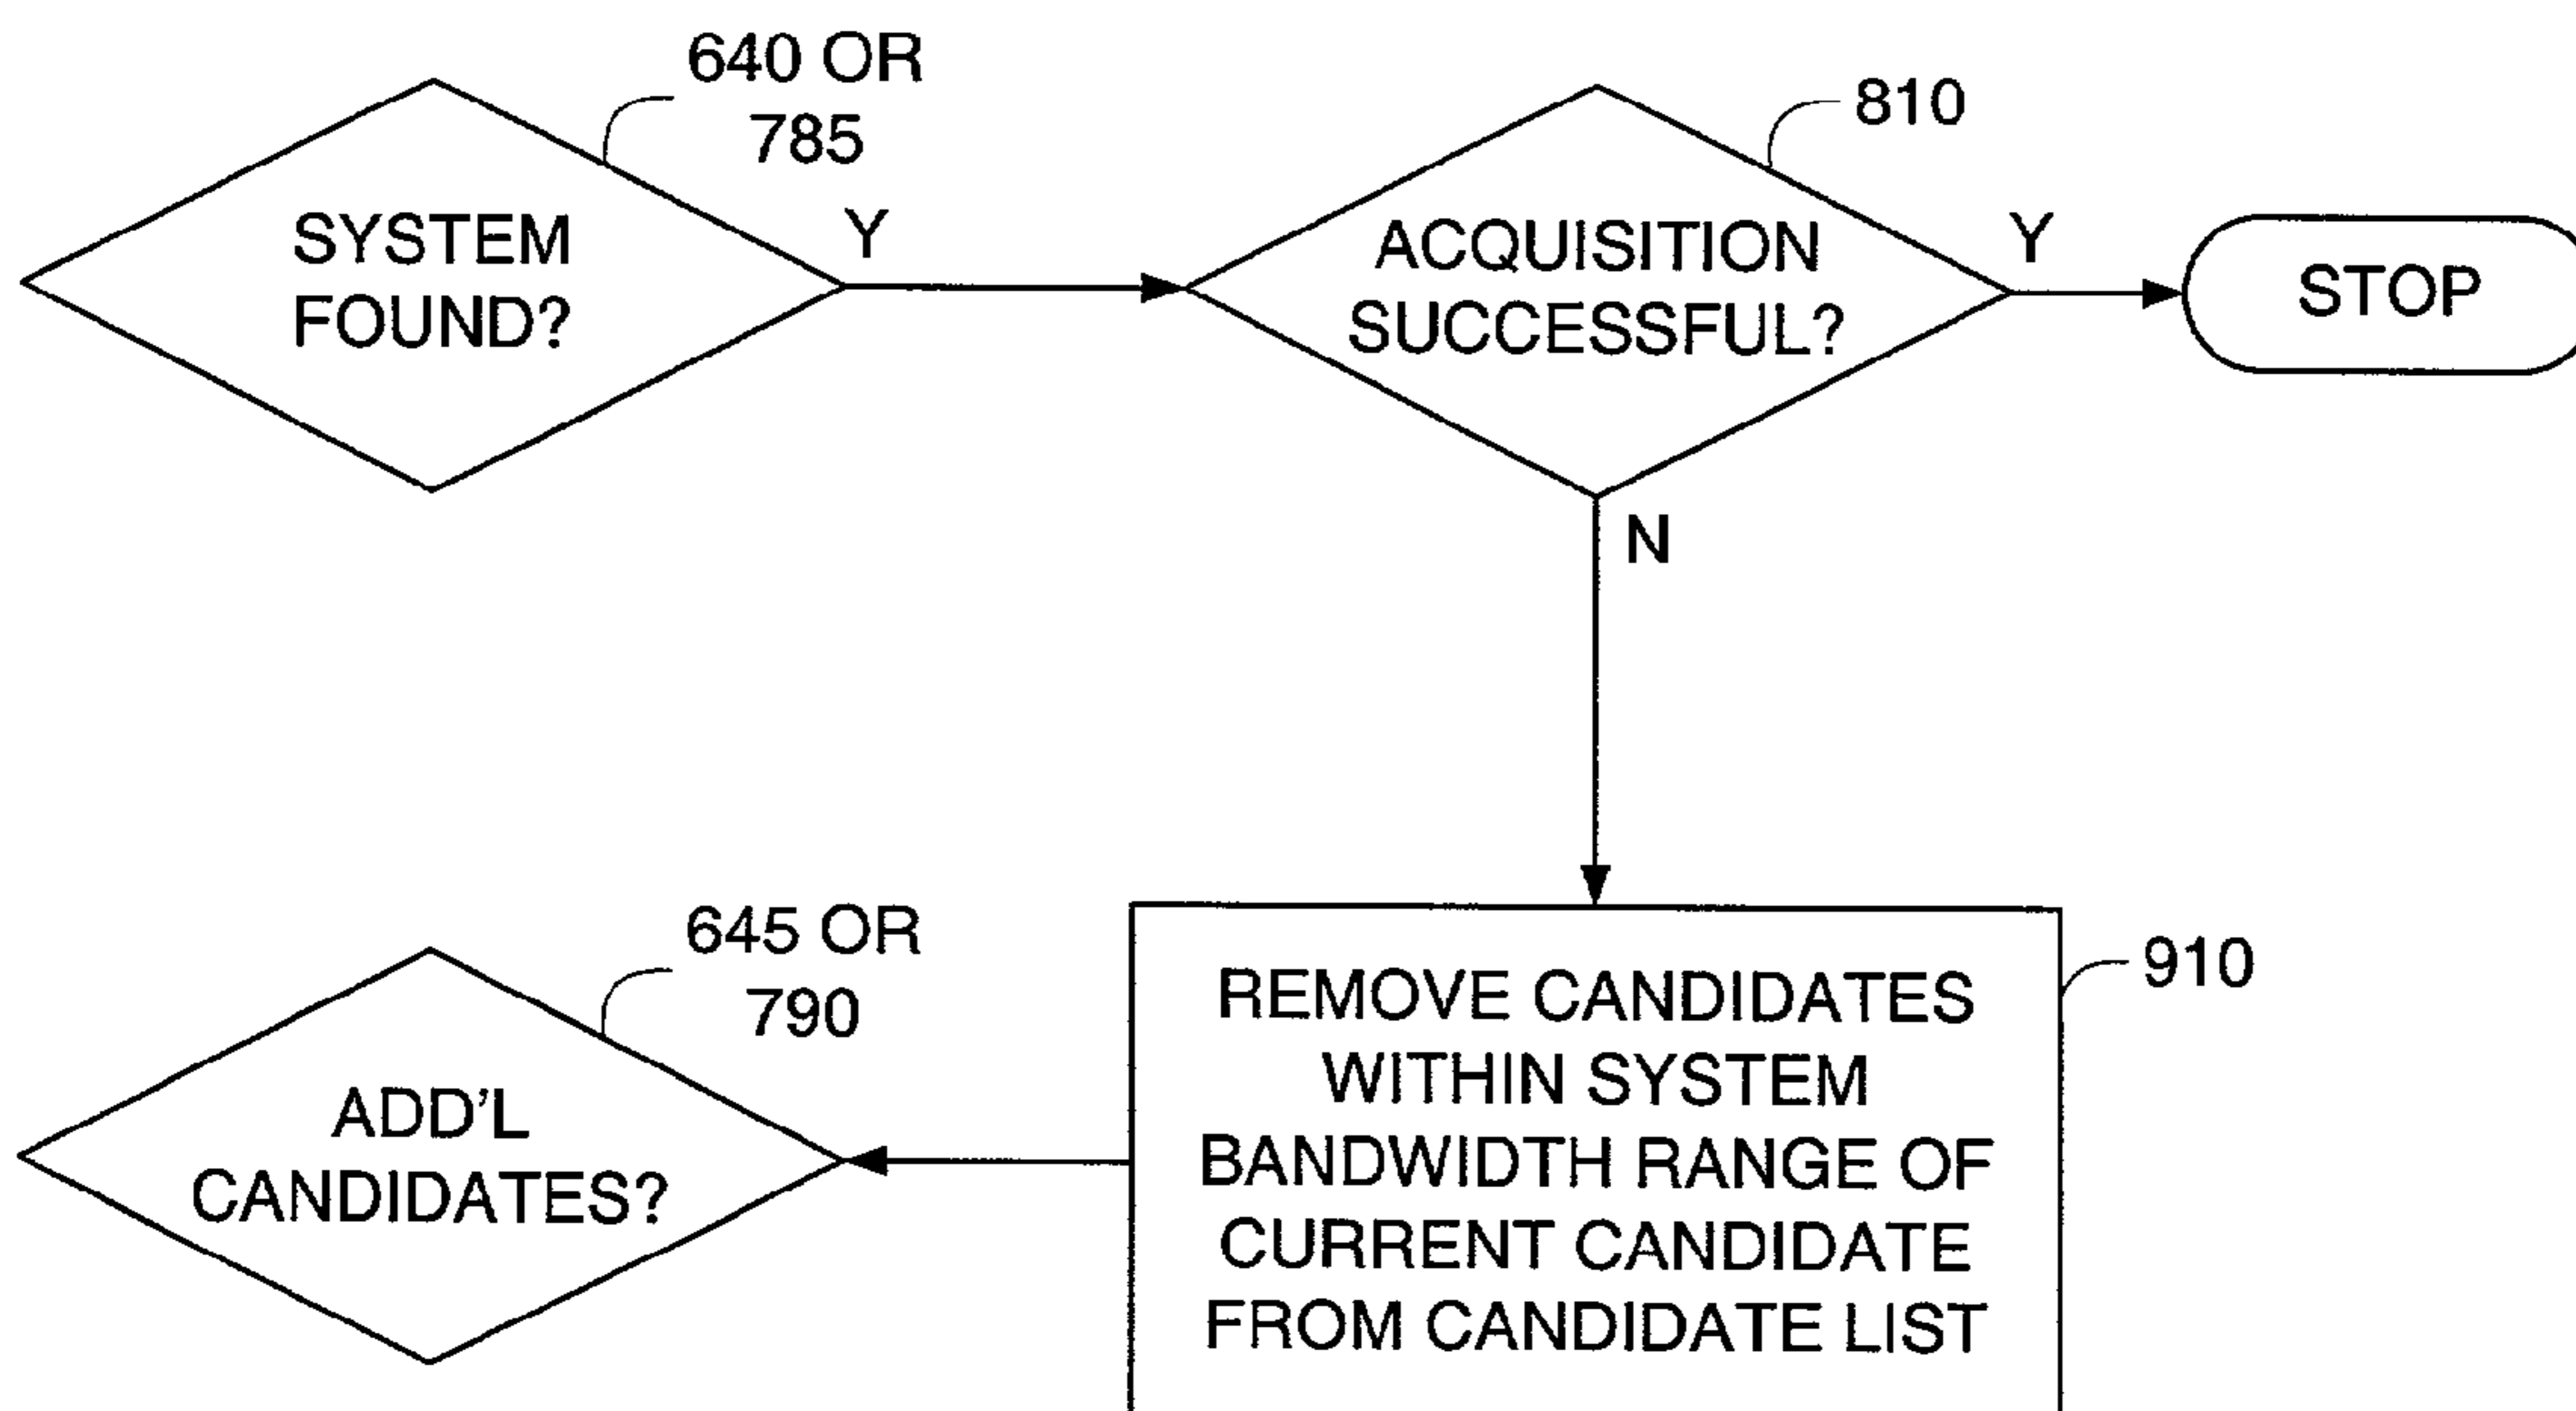 640 OR
785
SYSTEM
FOUND?
Y
810
ACQUISITION
SUCCESSFUL?
Y
STOP
N
645 OR
790
ADD'L
CANDIDATES?
910
REMOVE CANDIDATES
WITHIN SYSTEM
BANDWIDTH RANGE OF
CURRENT CANDIDATE
FROM CANDIDATE LIST